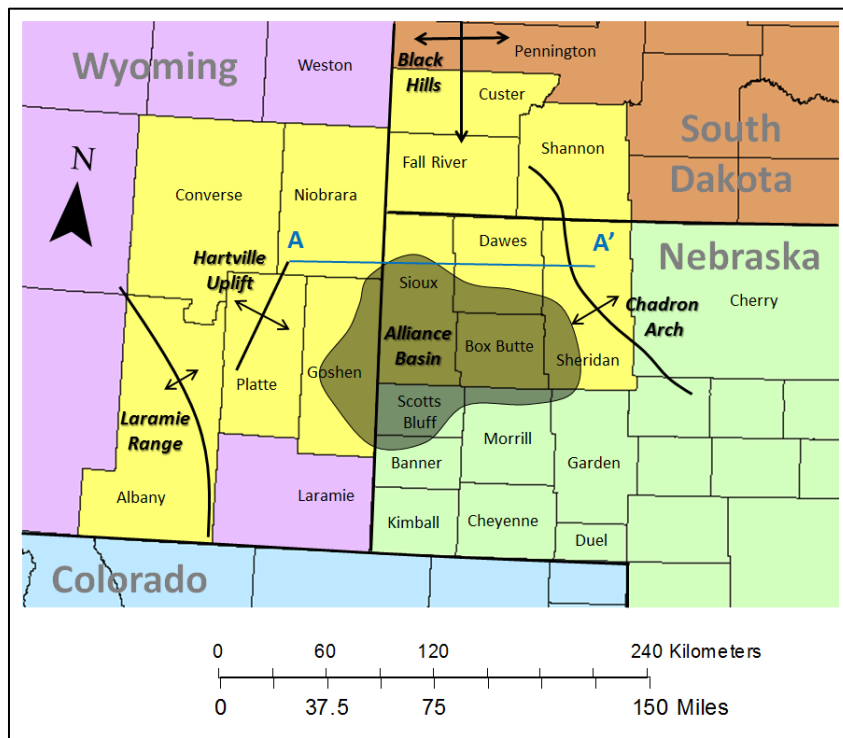 Wyoming
Weston
Black
Hills
Pennington
Custer
South
Dakota
N
Fall River
Shannon
Converse
Niobrara
A
A’
Dawes
Nebraska
Hartville
Uplift
Sioux
Cherry
Chadron
Arch
Alliance
Basin
Box Butte
Sheridan
Platte
Goshen
Laramie
Range
Scotts
Bluff
Morrill
Banner
Garden
Albany
Laramie
Kimball
Cheyenne
Duel
Colorado
0 60 120 240 Kilometers
0 37.5 75 150 Miles